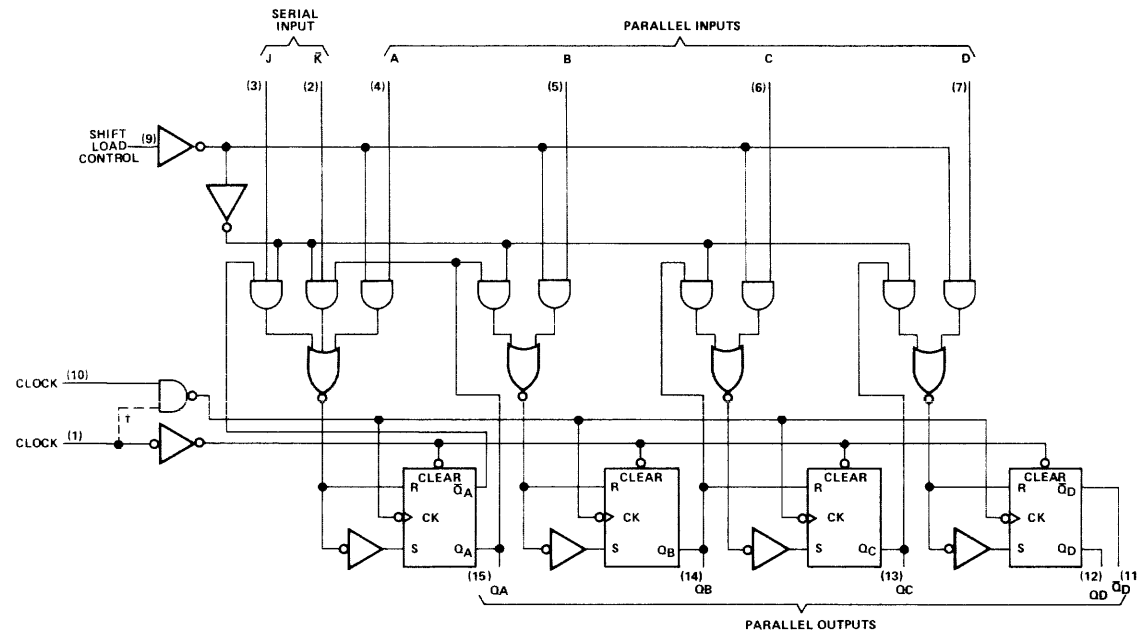 SERIAL
INPUT
PARALLEL INPUTS
J K̄ A B C D
(3) (2) (4) (5) (6) (7)
SHIFT
LOAD
CONTROL
(9)
CLOCK (10)
†
CLOCK (1)
CLEAR CLEAR CLEAR CLEAR
R Q̄A R R R Q̄D
CK CK CK CK
S QA S QB S QC S QD
(15) (14) (13) (12) (11
QA QB QC QD Q̄D
PARALLEL OUTPUTS